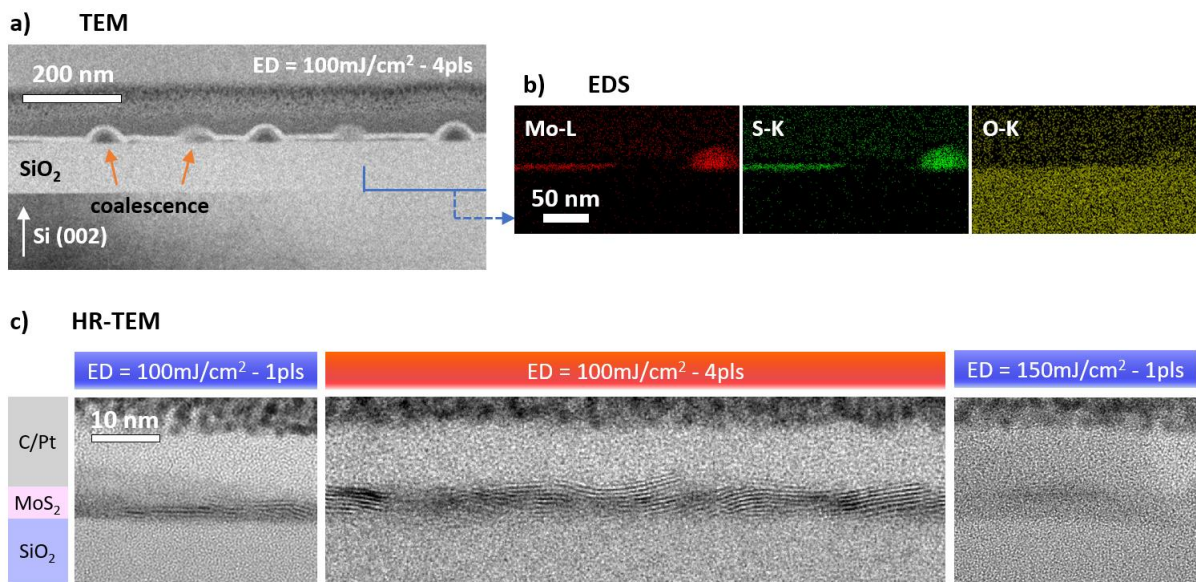 a) TEM
ED = 100mJ/cm² - 4pls
200 nm
SiO₂
coalescence
Si (002)
b) EDS
Mo-L
S-K
O-K
50 nm
c) HR-TEM
ED = 100mJ/cm² - 1pls
ED = 100mJ/cm² - 4pls
ED = 150mJ/cm² - 1pls
10 nm
C/Pt
MoS₂
SiO₂